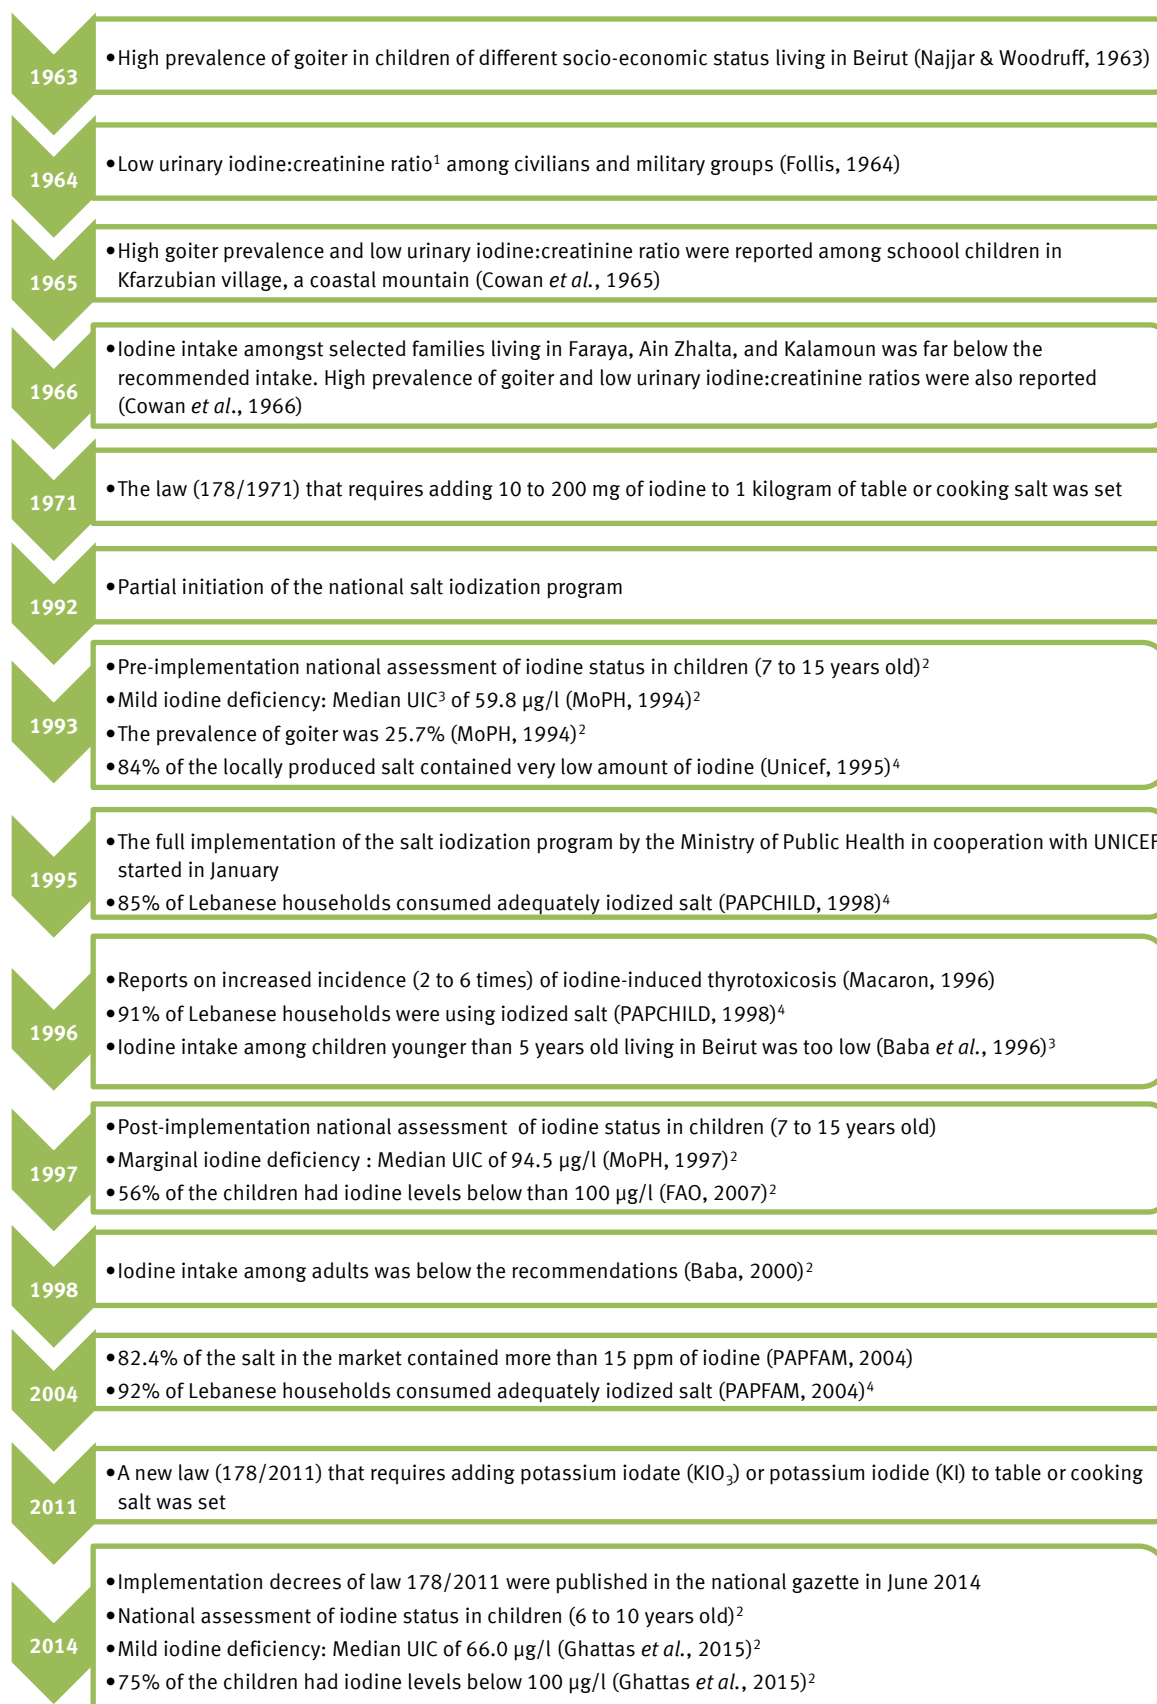 1963
•High prevalence of goiter in children of different socio-economic status living in Beirut (Najjar & Woodruff, 1963)
1964
•Low urinary iodine:creatinine ratio¹ among civilians and military groups (Follis, 1964)
1965
•High goiter prevalence and low urinary iodine:creatinine ratio were reported among schoool children in
Kfarzubian village, a coastal mountain (Cowan et al., 1965)
1966
•Iodine intake amongst selected families living in Faraya, Ain Zhalta, and Kalamoun was far below the
recommended intake. High prevalence of goiter and low urinary iodine:creatinine ratios were also reported
(Cowan et al., 1966)
1971
•The law (178/1971) that requires adding 10 to 200 mg of iodine to 1 kilogram of table or cooking salt was set
1992
•Partial initiation of the national salt iodization program
1993
•Pre-implementation national assessment of iodine status in children (7 to 15 years old)²
•Mild iodine deficiency: Median UIC³ of 59.8 µg/l (MoPH, 1994)²
•The prevalence of goiter was 25.7% (MoPH, 1994)²
•84% of the locally produced salt contained very low amount of iodine (Unicef, 1995)⁴
1995
•The full implementation of the salt iodization program by the Ministry of Public Health in cooperation with UNICEF
started in January
•85% of Lebanese households consumed adequately iodized salt (PAPCHILD, 1998)⁴
1996
•Reports on increased incidence (2 to 6 times) of iodine-induced thyrotoxicosis (Macaron, 1996)
•91% of Lebanese households were using iodized salt (PAPCHILD, 1998)⁴
•Iodine intake among children younger than 5 years old living in Beirut was too low (Baba et al., 1996)³
1997
•Post-implementation national assessment of iodine status in children (7 to 15 years old)
•Marginal iodine deficiency : Median UIC of 94.5 µg/l (MoPH, 1997)²
•56% of the children had iodine levels below than 100 µg/l (FAO, 2007)²
1998
•Iodine intake among adults was below the recommendations (Baba, 2000)²
2004
•82.4% of the salt in the market contained more than 15 ppm of iodine (PAPFAM, 2004)
•92% of Lebanese households consumed adequately iodized salt (PAPFAM, 2004)⁴
2011
•A new law (178/2011) that requires adding potassium iodate (KIO₃) or potassium iodide (KI) to table or cooking
salt was set
2014
•Implementation decrees of law 178/2011 were published in the national gazette in June 2014
•National assessment of iodine status in children (6 to 10 years old)²
•Mild iodine deficiency: Median UIC of 66.0 µg/l (Ghattas et al., 2015)²
•75% of the children had iodine levels below 100 µg/l (Ghattas et al., 2015)²